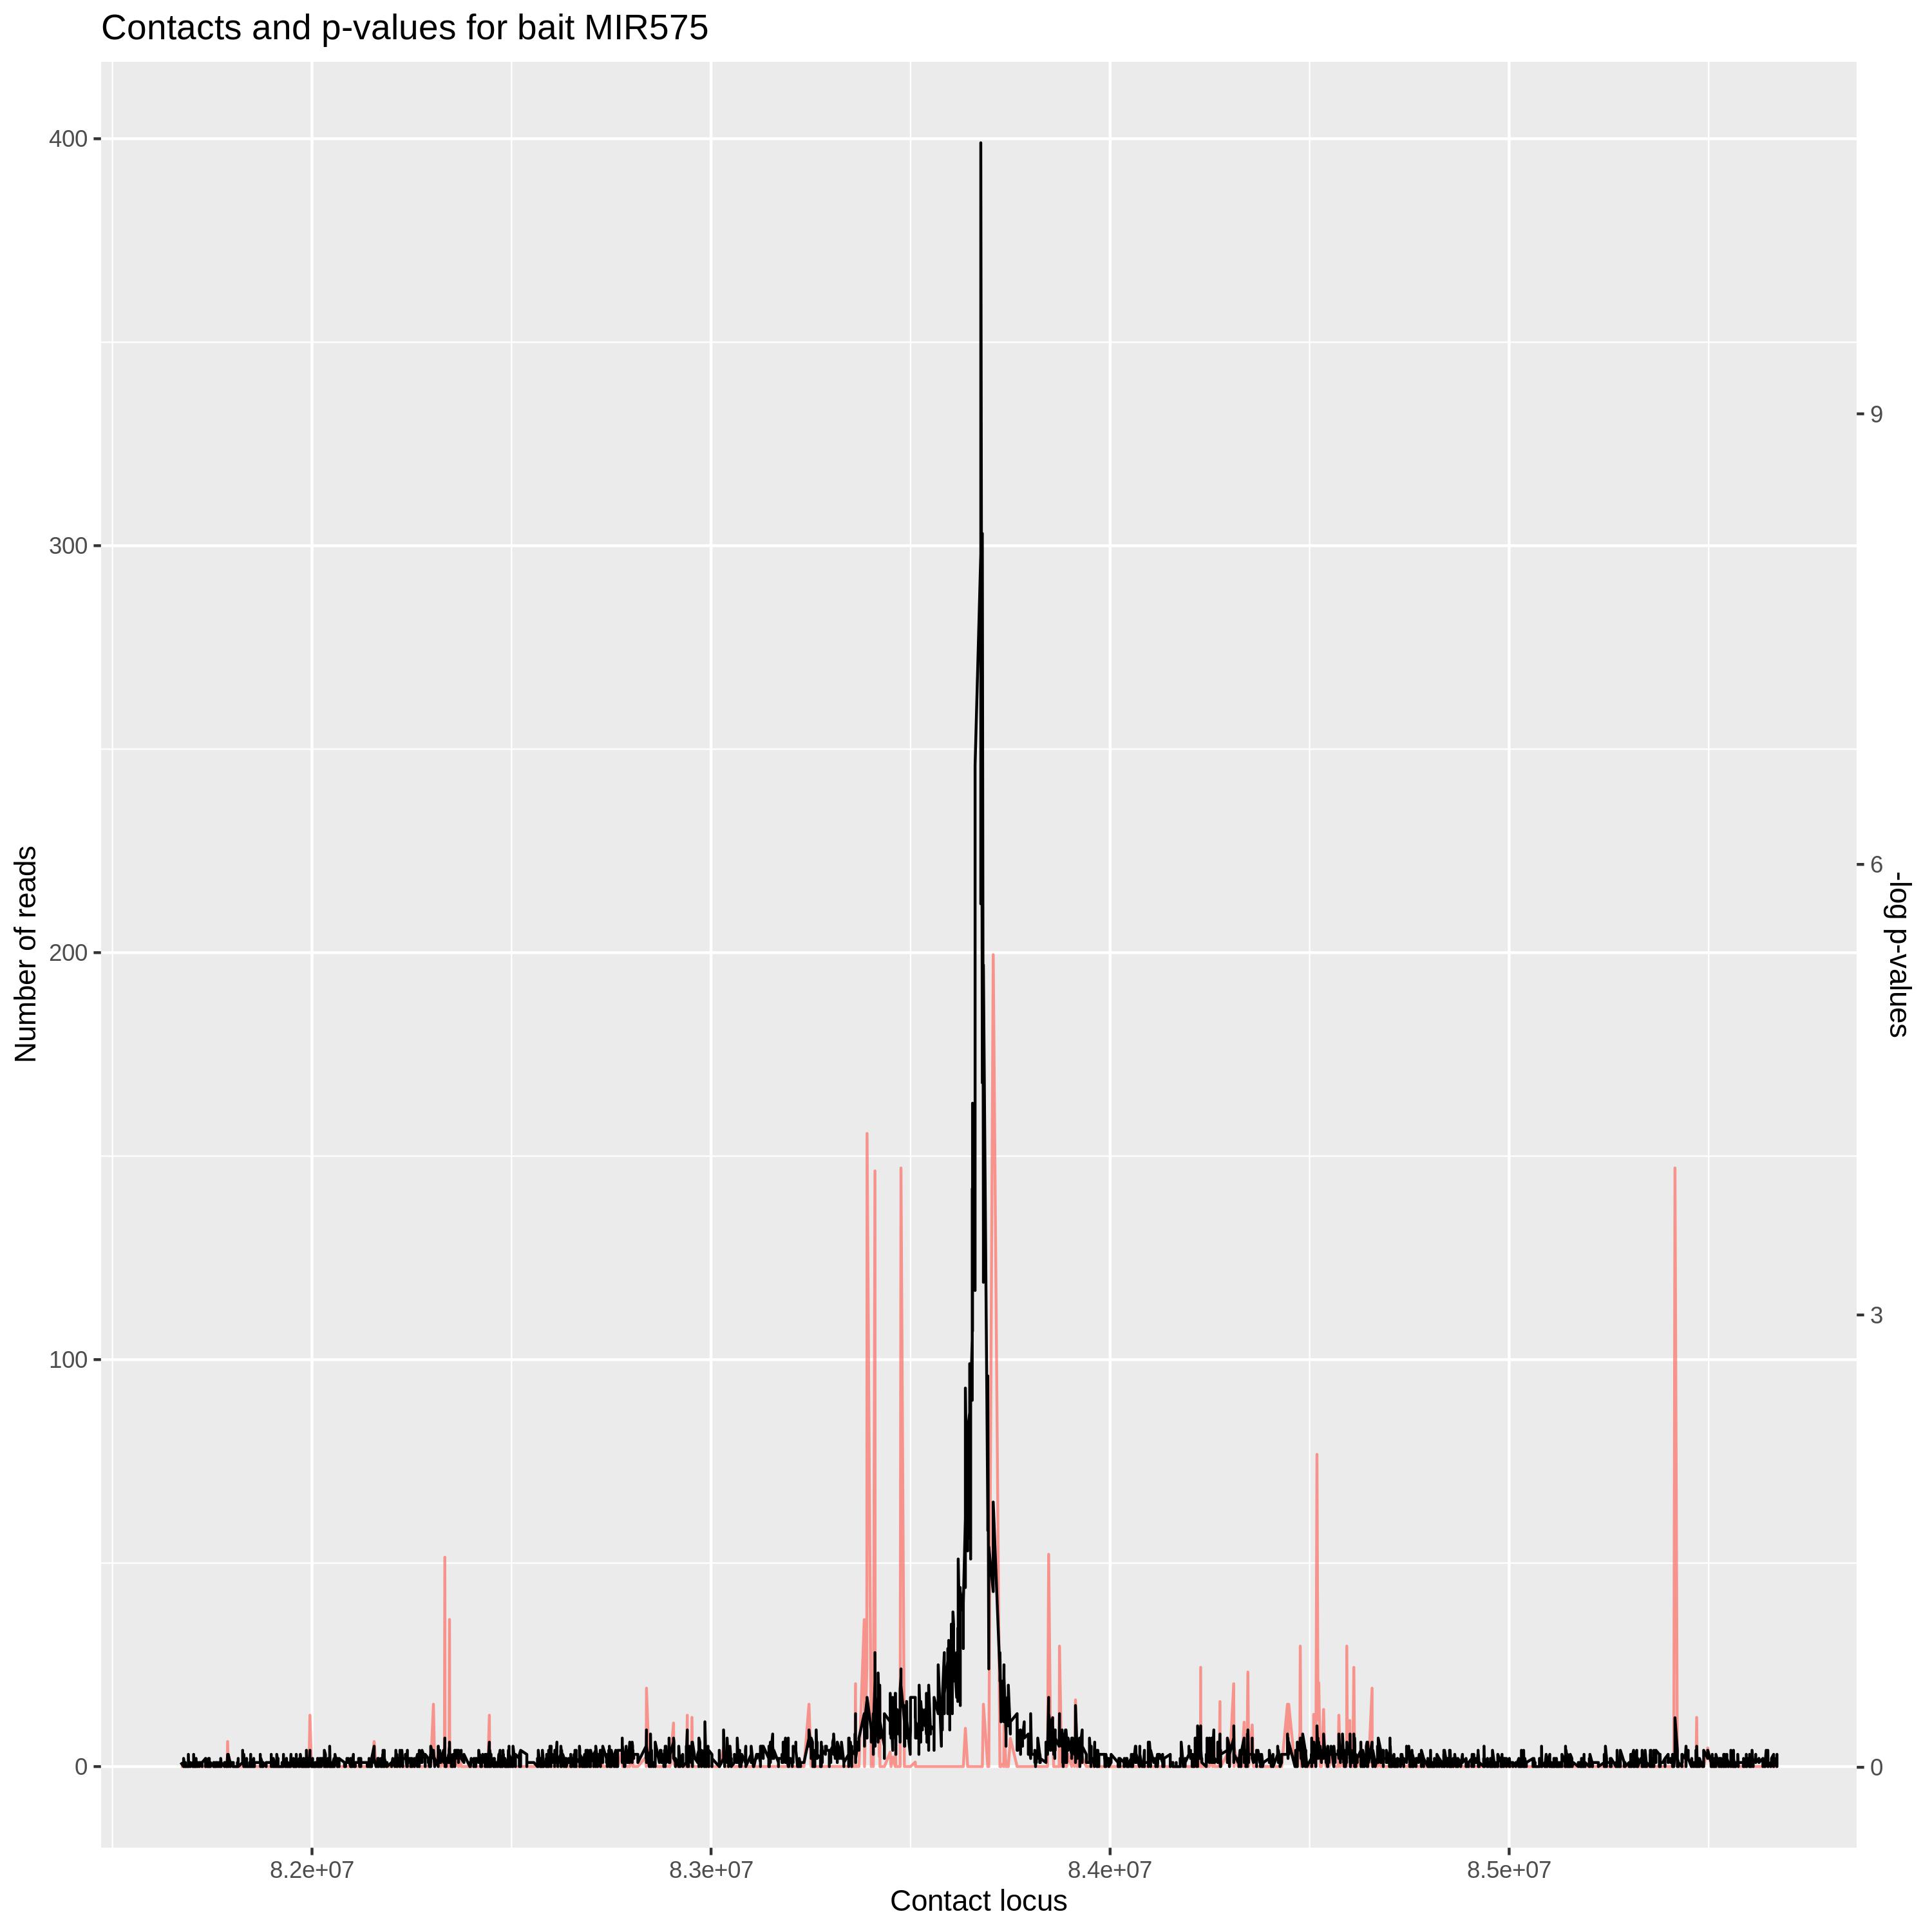 Contacts and p-values for bait MIR575
400
300
200
100
0
Number of reads
9
6
3
0
-log p-values
8.2e+07
8.3e+07
8.4e+07
8.5e+07
Contact locus